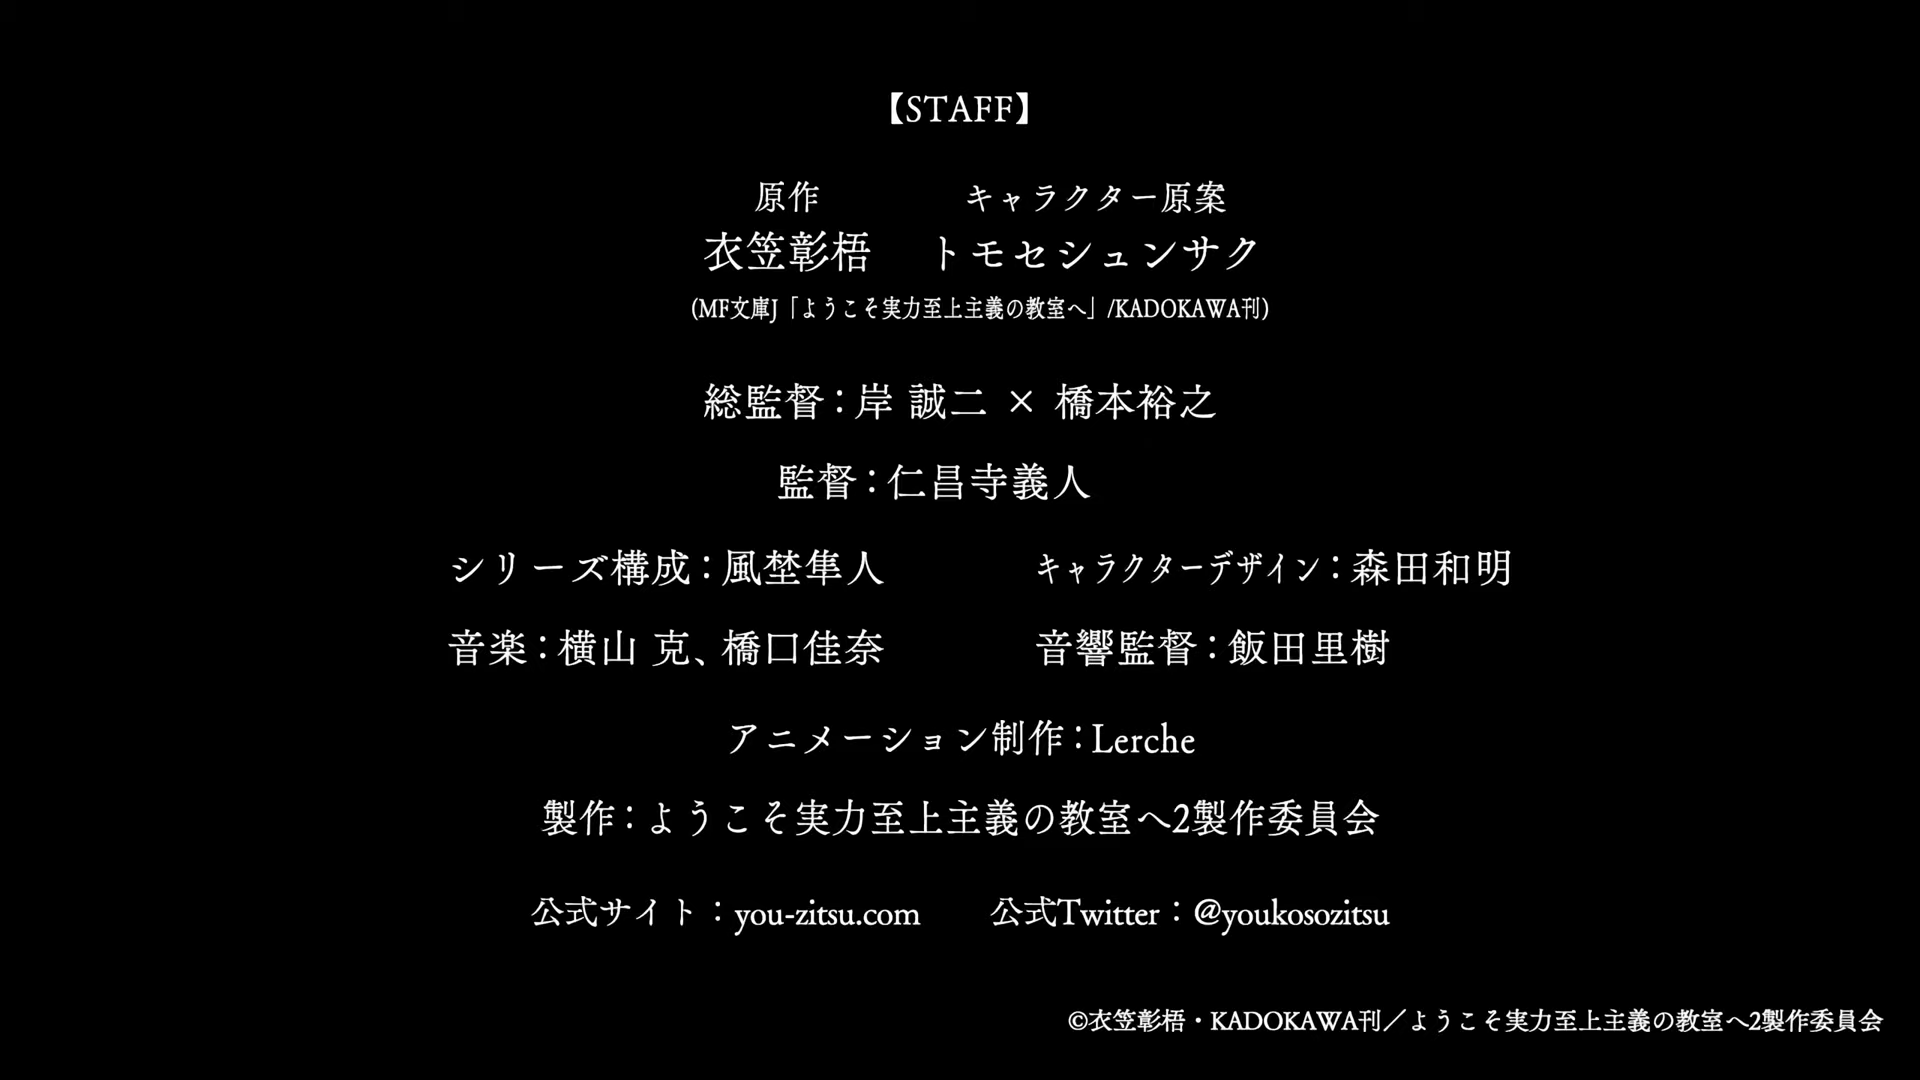 【STAFF】
原作 キャラクター原案
衣笠彰梧 トモセシュンサク
(MF文庫J「ようこそ実力至上主義の教室へ」/KADOKAWA刊)
総監督：岸 誠二 × 橋本裕之
監督：仁昌寺義人
シリーズ構成：風埜隼人 キャラクターデザイン：森田和明
音楽：横山 克、橋口佳奈 音響監督：飯田里樹
アニメーション制作：Lerche
製作：ようこそ実力至上主義の教室へ2製作委員会
公式サイト：you-zitsu.com 公式Twitter：@youkosozitsu
©衣笠彰梧・KADOKAWA刊／ようこそ実力至上主義の教室へ2製作委員会